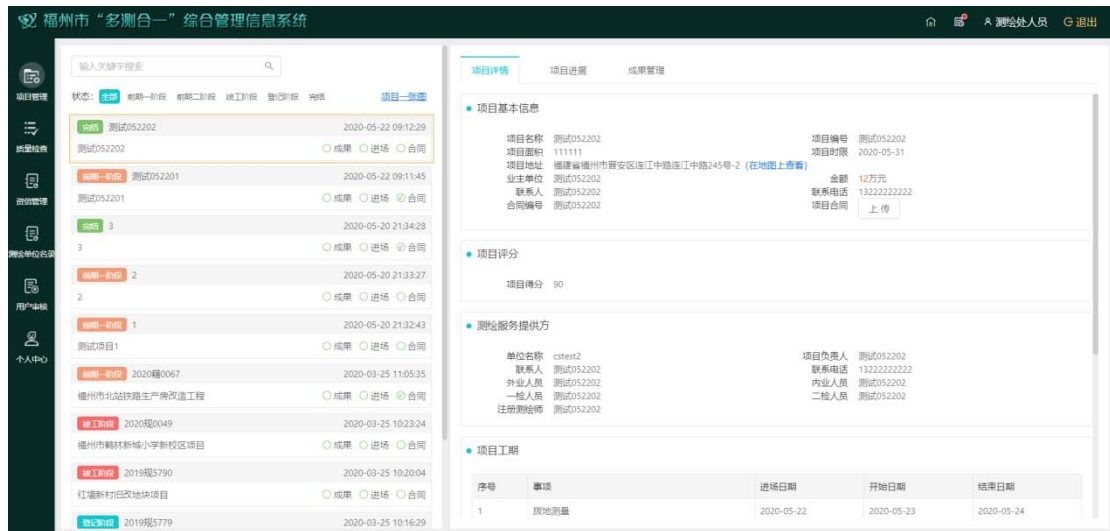 福州市“多测合一”综合管理信息系统
测绘处人员 退出
项目管理
质量检查
资信管理
测绘单位名录
用户审核
个人中心
输入关键字搜索
状态： 全部 前期一阶段 前期二阶段 竣工阶段 登记阶段 完结 项目一张图
完结 测试052202 2020-05-22 09:12:29
测试052202 成果 进场 合同
前期一阶段 测试052201 2020-05-22 09:11:45
测试052201 成果 进场 合同
完结 3 2020-05-20 21:34:28
3 成果 进场 合同
前期一阶段 2 2020-05-20 21:33:27
2 成果 进场 合同
前期一阶段 1 2020-05-20 21:32:43
测试项目1 成果 进场 合同
前期一阶段 2020籍0067 2020-03-25 11:05:35
福州市北站铁路生产房改造工程 成果 进场 合同
竣工阶段 2020规0049 2020-03-25 10:23:24
福州市鹤林新城小学新校区项目 成果 进场 合同
竣工阶段 2019规5790 2020-03-25 10:20:04
红墙新村旧改地块项目 成果 进场 合同
登记阶段 2019规5779 2020-03-25 10:16:29
项目详情 项目进展 成果管理
项目基本信息
项目名称 测试052202 项目编号 测试052202
项目面积 111111 项目时限 2020-05-31
项目地址 福建省福州市晋安区连江中路连江中路245号-2 (在地图上查看)
业主单位 测试052202 金额 12万元
联系人 测试052202 联系电话 13222222222
合同编号 测试052202 项目合同 上传
项目评分
项目得分 90
测绘服务提供方
单位名称 cstest2 项目负责人 测试052202
联系人 测试052202 联系电话 13222222222
外业人员 测试052202 内业人员 测试052202
一检人员 测试052202 二检人员 测试052202
注册测绘师 测试052202
项目工期
序号 事项 进场日期 开始日期 结束日期
1 拨地测量 2020-05-22 2020-05-23 2020-05-24